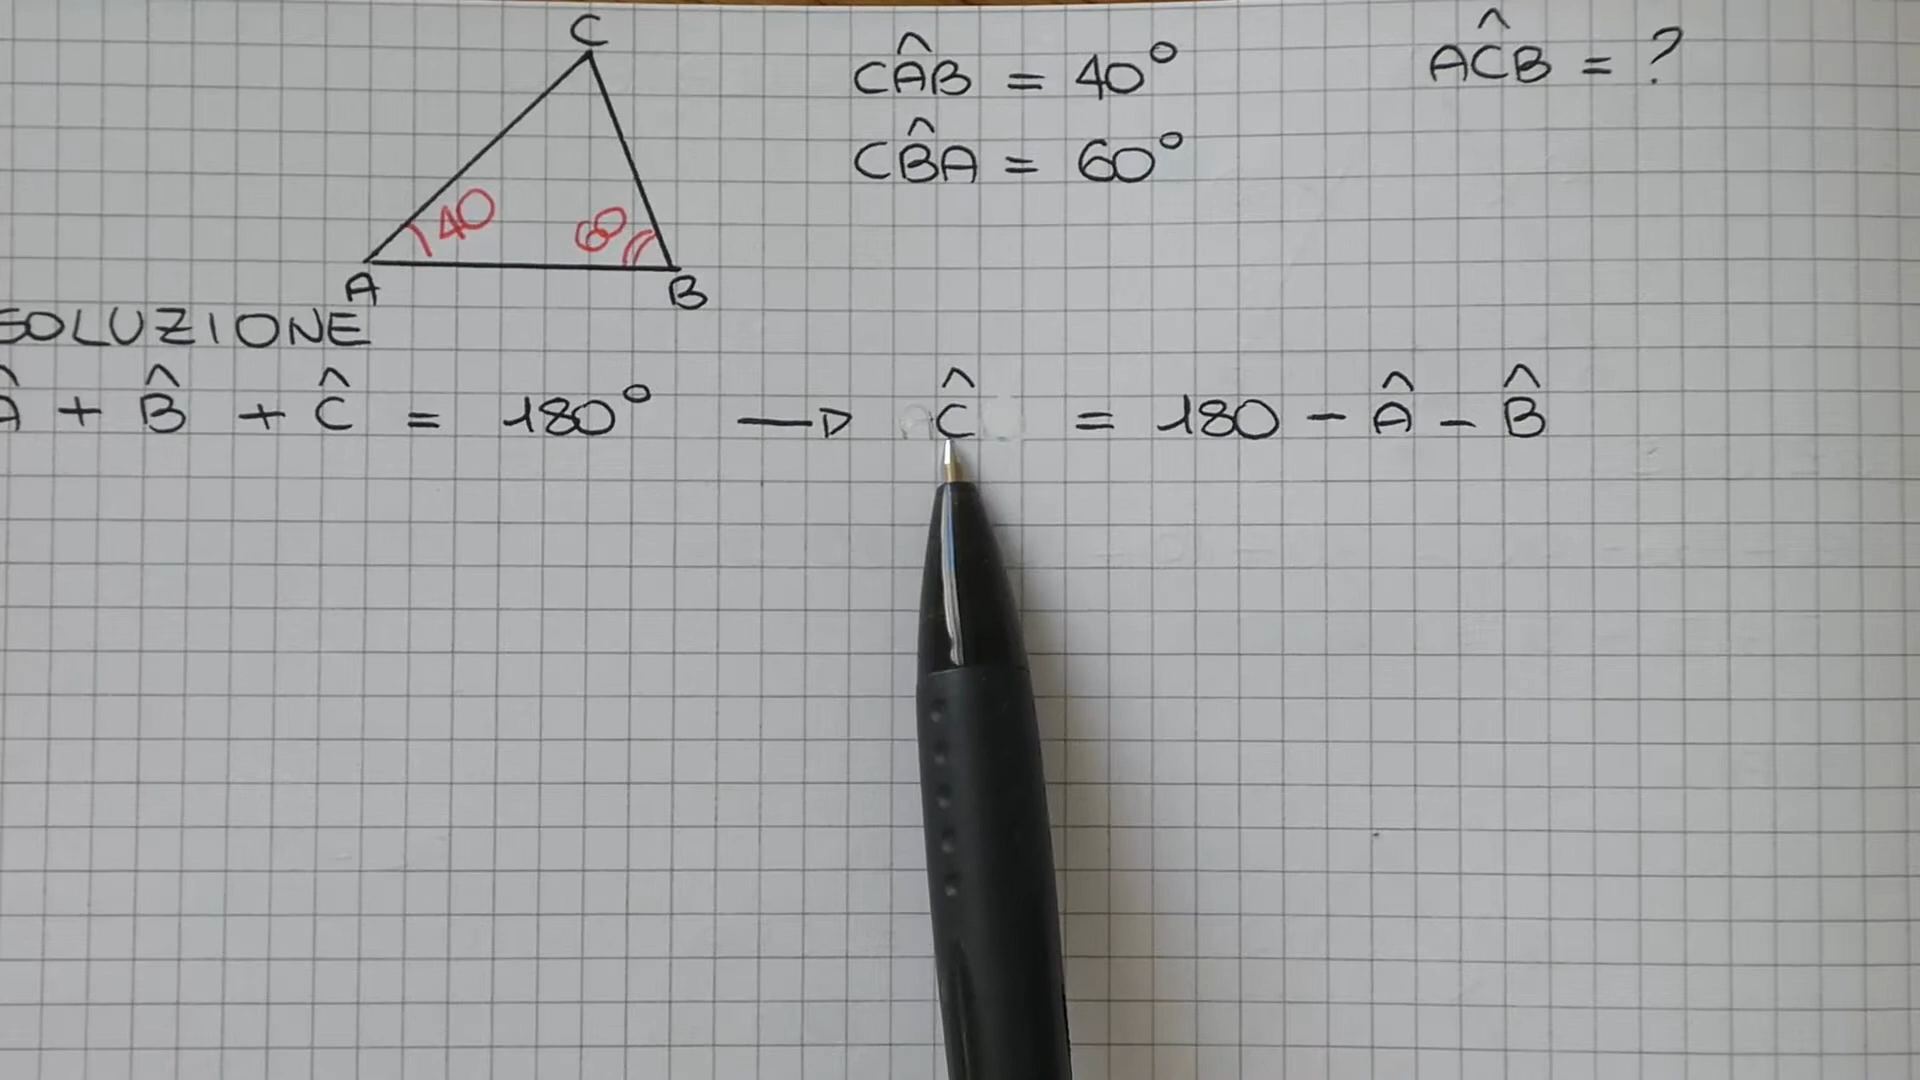 C
CÂB = 40°
AĈB = ?
CB̂A = 60°
40
60
A
B
SOLUZIONE
Â + B̂ + Ĉ = 180° → Ĉ = 180 - Â - B̂